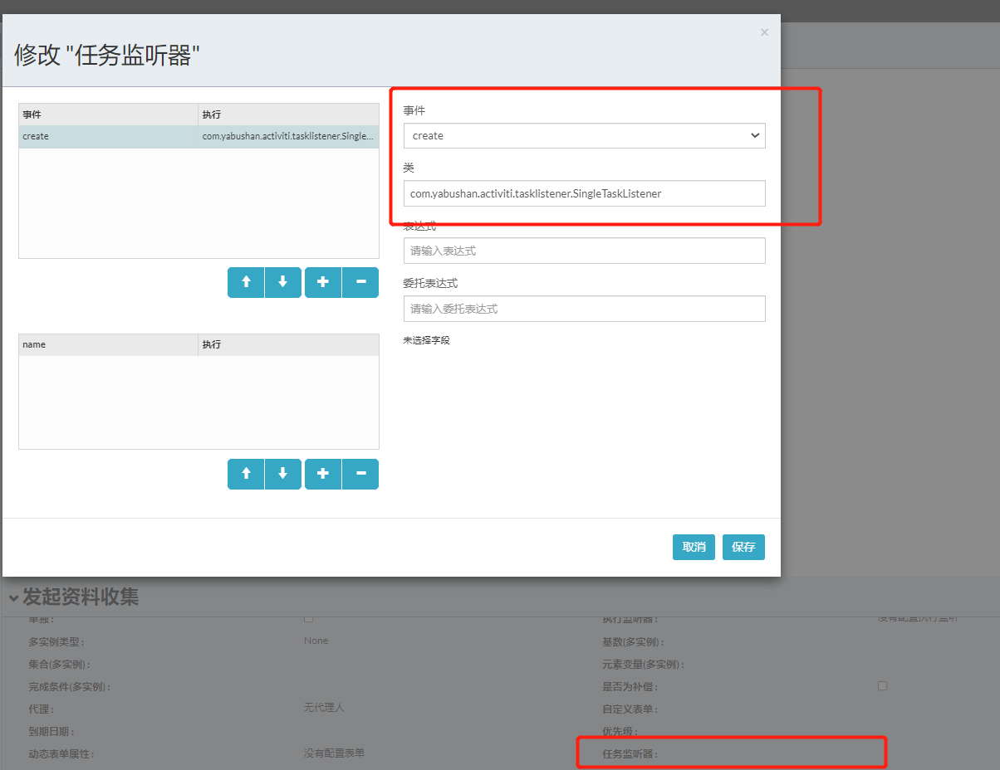 修改 "任务监听器"
×
事件 执行
create com.yabushan.activiti.tasklistener.Single...
事件
create
类
com.yabushan.activiti.tasklistener.SingleTaskListener
表达式
请输入表达式
委托表达式
请输入委托表达式
未选择字段
name 执行
取消 保存
发起资料收集
单独 : 执行监听器 : 没有配置执行监听
多实例类型 : None 基数(多实例) :
集合(多实例) : 元素变量(多实例) :
完成条件(多实例) : 是否为补偿 :
代理 : 无代理人 自定义表单 :
到期日期 : 优先级 :
动态表单属性 : 没有配置表单 任务监听器 :